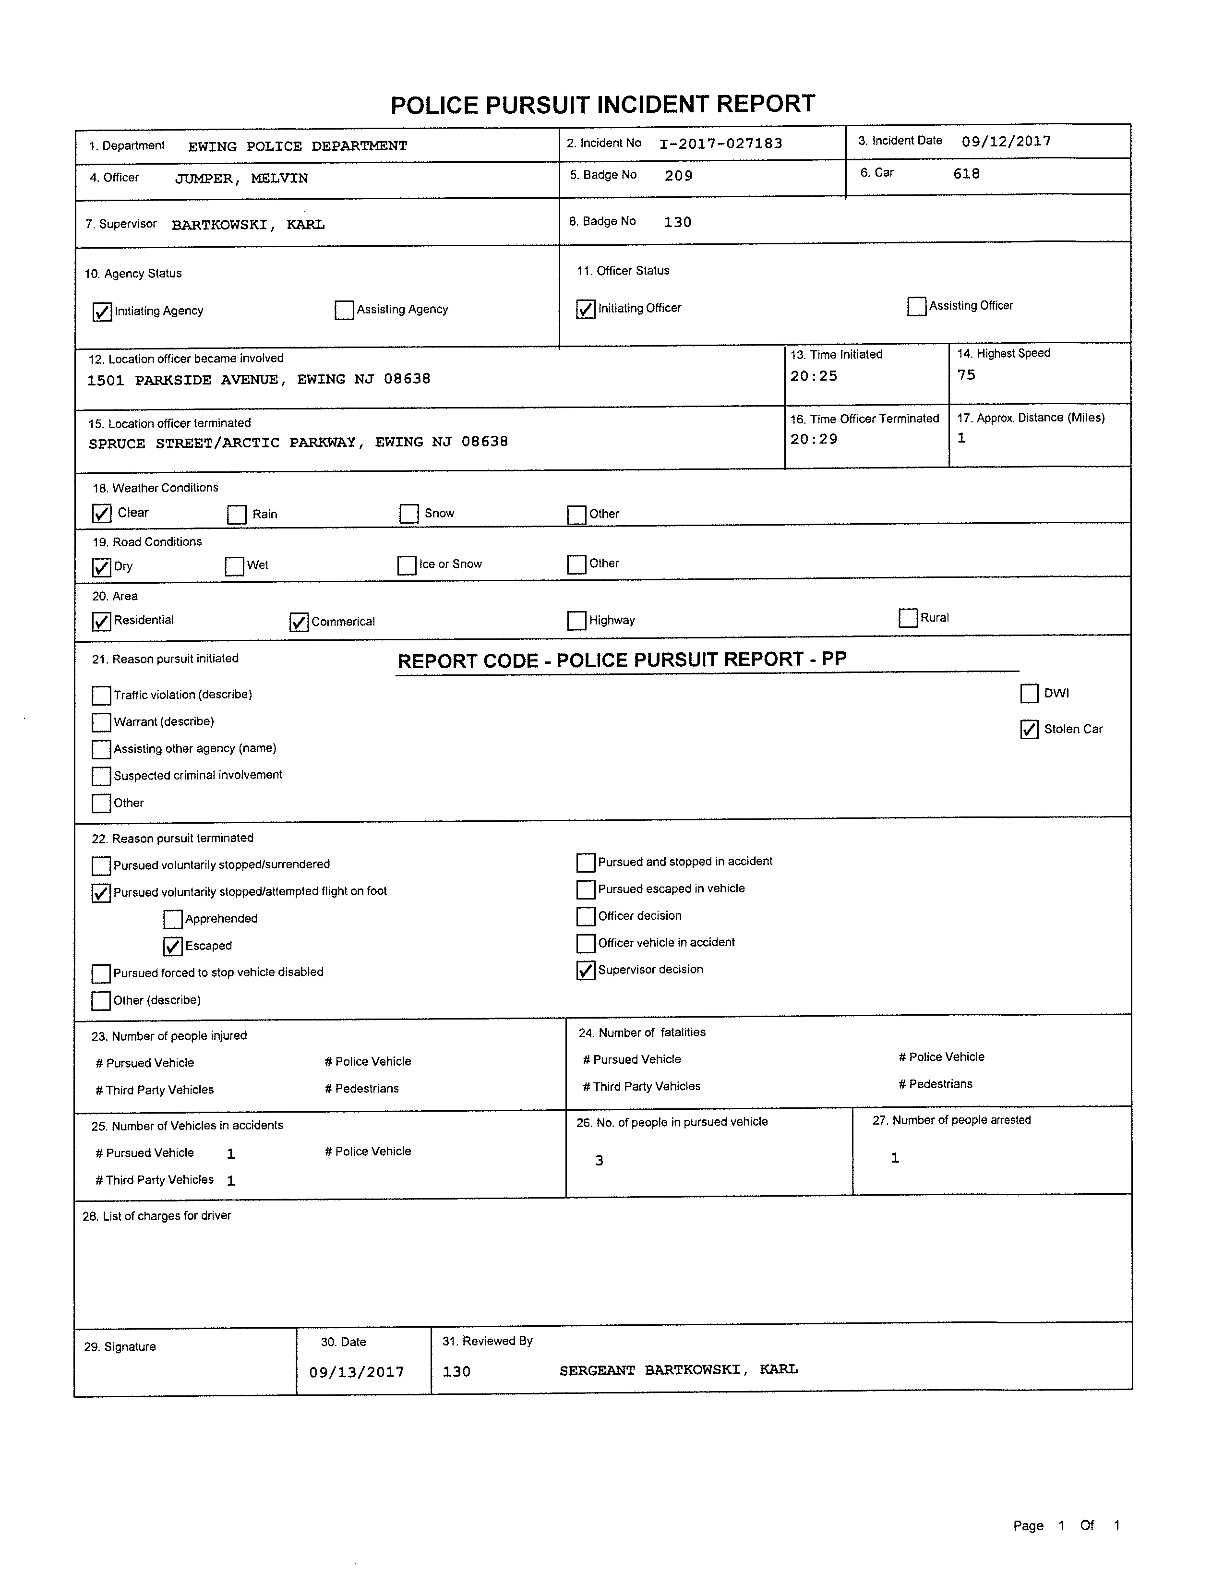 POLICE PURSUIT INCIDENT REPORT
1. Department EWING POLICE DEPARTMENT 2. Incident No I-2017-027183 3. Incident Date 09/12/2017
4. Officer JUMPER, MELVIN 5. Badge No 209 6. Car 618
7. Supervisor BARTKOWSKI, KARL 8. Badge No 130
10. Agency Status 11. Officer Status
Initiating Agency Assisting Agency Initiating Officer Assisting Officer
12. Location officer became involved 13. Time Initiated 14. Highest Speed
1501 PARKSIDE AVENUE, EWING NJ 08638 20:25 75
15. Location officer terminated 16. Time Officer Terminated 17. Approx. Distance (Miles)
SPRUCE STREET/ARCTIC PARKWAY, EWING NJ 08638 20:29 1
18. Weather Conditions
Clear Rain Snow Other
19. Road Conditions
Dry Wet Ice or Snow Other
20. Area
Residential Commerical Highway Rural
21. Reason pursuit initiated REPORT CODE - POLICE PURSUIT REPORT - PP
Traffic violation (describe) DWI
Warrant (describe) Stolen Car
Assisting other agency (name)
Suspected criminal involvement
Other
22. Reason pursuit terminated
Pursued voluntarily stopped/surrendered Pursued and stopped in accident
Pursued voluntarily stopped/attempted flight on foot Pursued escaped in vehicle
Apprehended Officer decision
Escaped Officer vehicle in accident
Pursued forced to stop vehicle disabled Supervisor decision
Other (describe)
23. Number of people injured 24. Number of fatalities
# Pursued Vehicle # Police Vehicle # Pursued Vehicle # Police Vehicle
# Third Party Vehicles # Pedestrians # Third Party Vehicles # Pedestrians
25. Number of Vehicles in accidents 26. No. of people in pursued vehicle 27. Number of people arrested
# Pursued Vehicle 1 # Police Vehicle 3 1
# Third Party Vehicles 1
28. List of charges for driver
29. Signature 30. Date 31. Reviewed By
09/13/2017 130 SERGEANT BARTKOWSKI, KARL
Page 1 Of 1